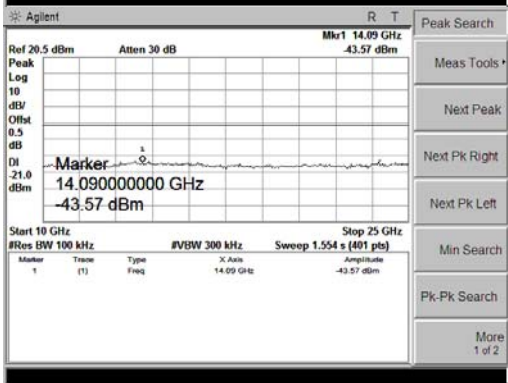 Agilent
R T
Peak Search
Mkr1 14.09 GHz
Ref 20.5 dBm Atten 30 dB -43.57 dBm
Peak
Log
10
dB/
Offst
0.5
dB
DI
-21.0
dBm
1
Marker
14.090000000 GHz
-43.57 dBm
Start 10 GHz Stop 25 GHz
#Res BW 100 kHz #VBW 300 kHz Sweep 1.554 s (401 pts)
Marker Trace Type X Axis Amplitude
1 (1) Freq 14.09 GHz -43.57 dBm
Meas Tools
Next Peak
Next Pk Right
Next Pk Left
Min Search
Pk-Pk Search
More
1 of 2